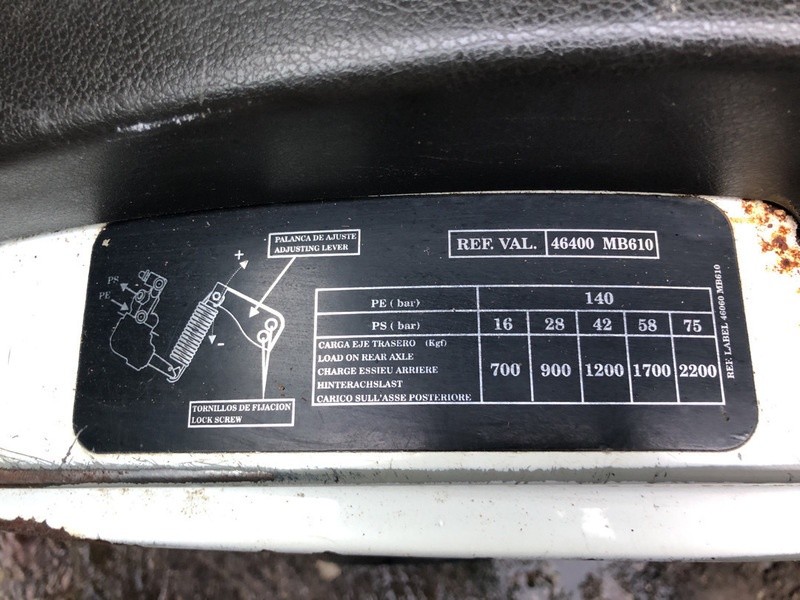 PALANCA DE AJUSTE
ADJUSTING LEVER
+
PS
PE
-
TORNILLOS DE FIJACION
LOCK SCREW
REF. VAL. 46400 MB610
PE ( bar) 140
PS ( bar) 16 28 42 58 75
CARGA EJE TRASERO (Kgf)
LOAD ON REAR AXLE
CHARGE ESSIEU ARRIERE 700 900 1200 1700 2200
HINTERACHSLAST
CARICO SULL'ASSE POSTERIORE
REF. LABEL 46060 MB610